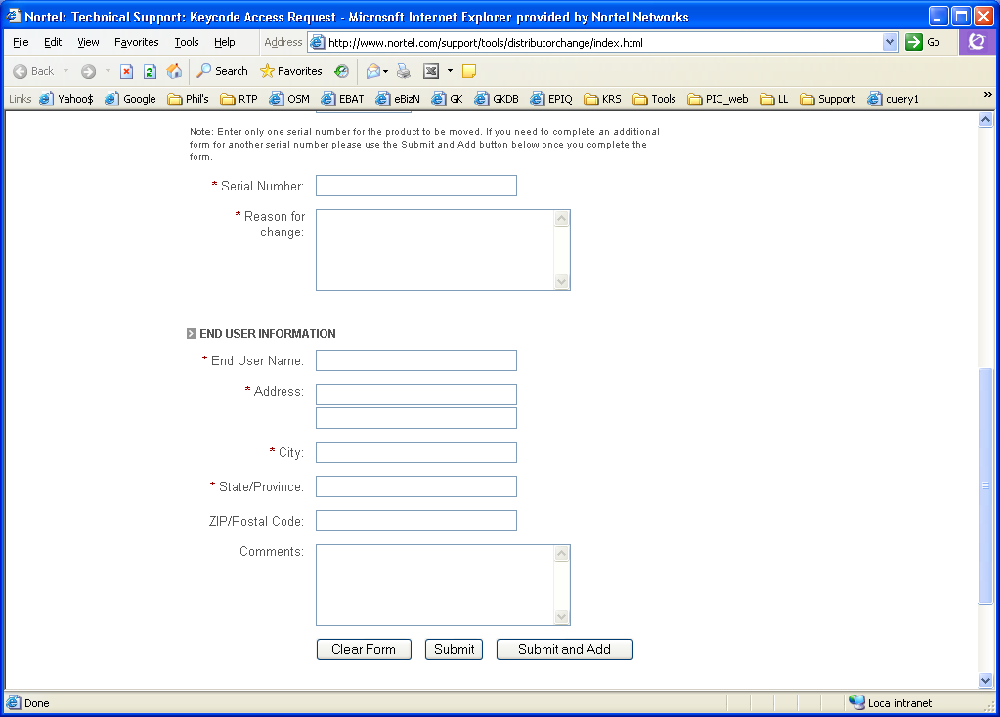 Nortel: Technical Support: Keycode Access Request - Microsoft Internet Explorer provided by Nortel Networks
File Edit View Favorites Tools Help Address http://www.nortel.com/support/tools/distributorchange/index.html Go
Back Search Favorites
Links Yahoo$ Google Phil's RTP OSM EBAT eBizN GK GKDB EPIQ KRS Tools PIC_web LL Support query1 »
Note: Enter only one serial number for the product to be moved. If you need to complete an additional
form for another serial number please use the Submit and Add button below once you complete the
form.
* Serial Number:
* Reason for
change:
END USER INFORMATION
* End User Name:
* Address:
* City:
* State/Province:
ZIP/Postal Code:
Comments:
Clear Form Submit Submit and Add
Done Local intranet